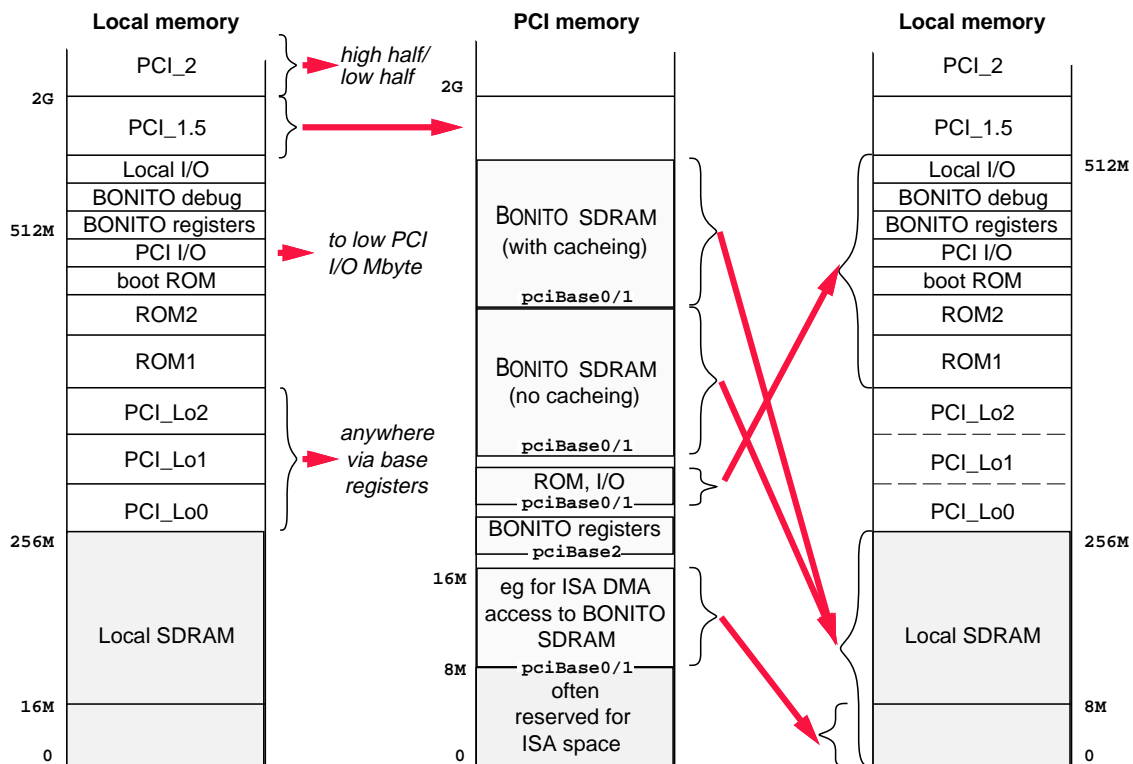 Local memory
PCI_2
2G
PCI_1.5
Local I/O
BONITO debug
BONITO registers
512M
PCI I/O
boot ROM
ROM2
ROM1
PCI_Lo2
PCI_Lo1
PCI_Lo0
256M
Local SDRAM
16M
0
high half/
low half
to low PCI
I/O Mbyte
anywhere
via base
registers
PCI memory
2G
BONITO SDRAM
(with cacheing)
pciBase0/1
BONITO SDRAM
(no cacheing)
pciBase0/1
ROM, I/O
pciBase0/1
BONITO registers
pciBase2
16M
eg for ISA DMA
access to BONITO
SDRAM
pciBase0/1
8M
often
reserved for
ISA space
0
Local memory
PCI_2
PCI_1.5
Local I/O
512M
BONITO debug
BONITO registers
PCI I/O
boot ROM
ROM2
ROM1
PCI_Lo2
PCI_Lo1
PCI_Lo0
256M
Local SDRAM
8M
0